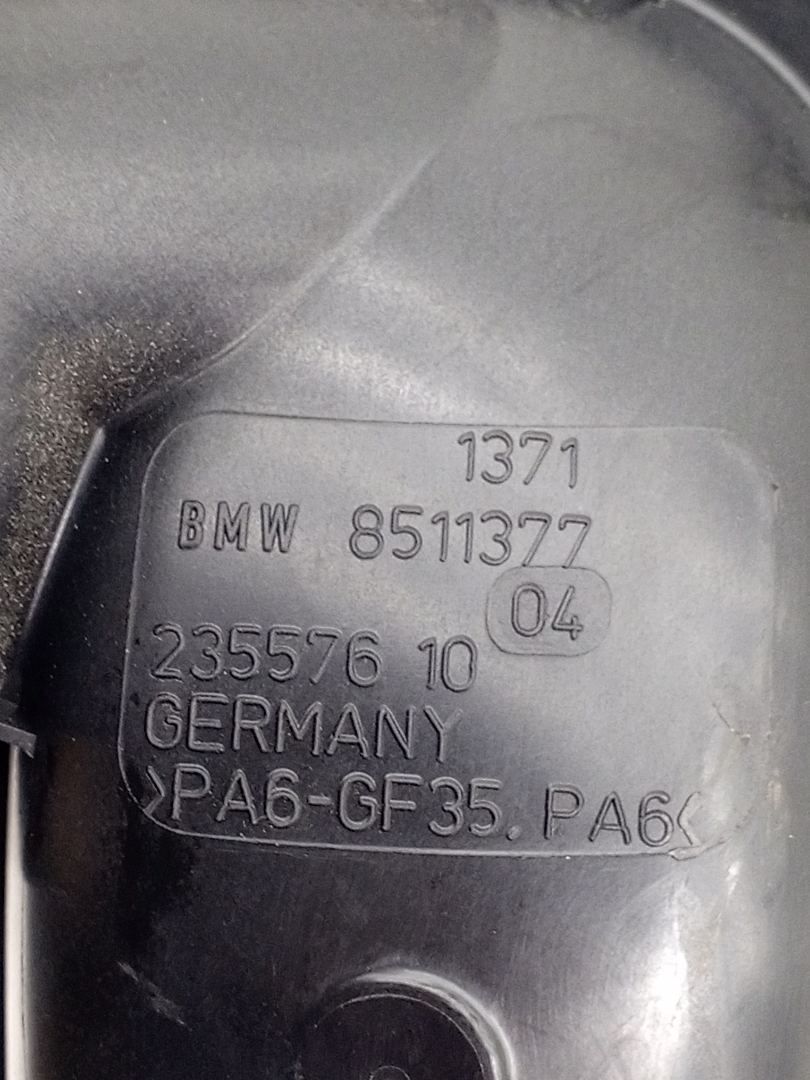 1371
BMW 8511377
04
235576 10
GERMANY
>PA6-GF35. PA6<